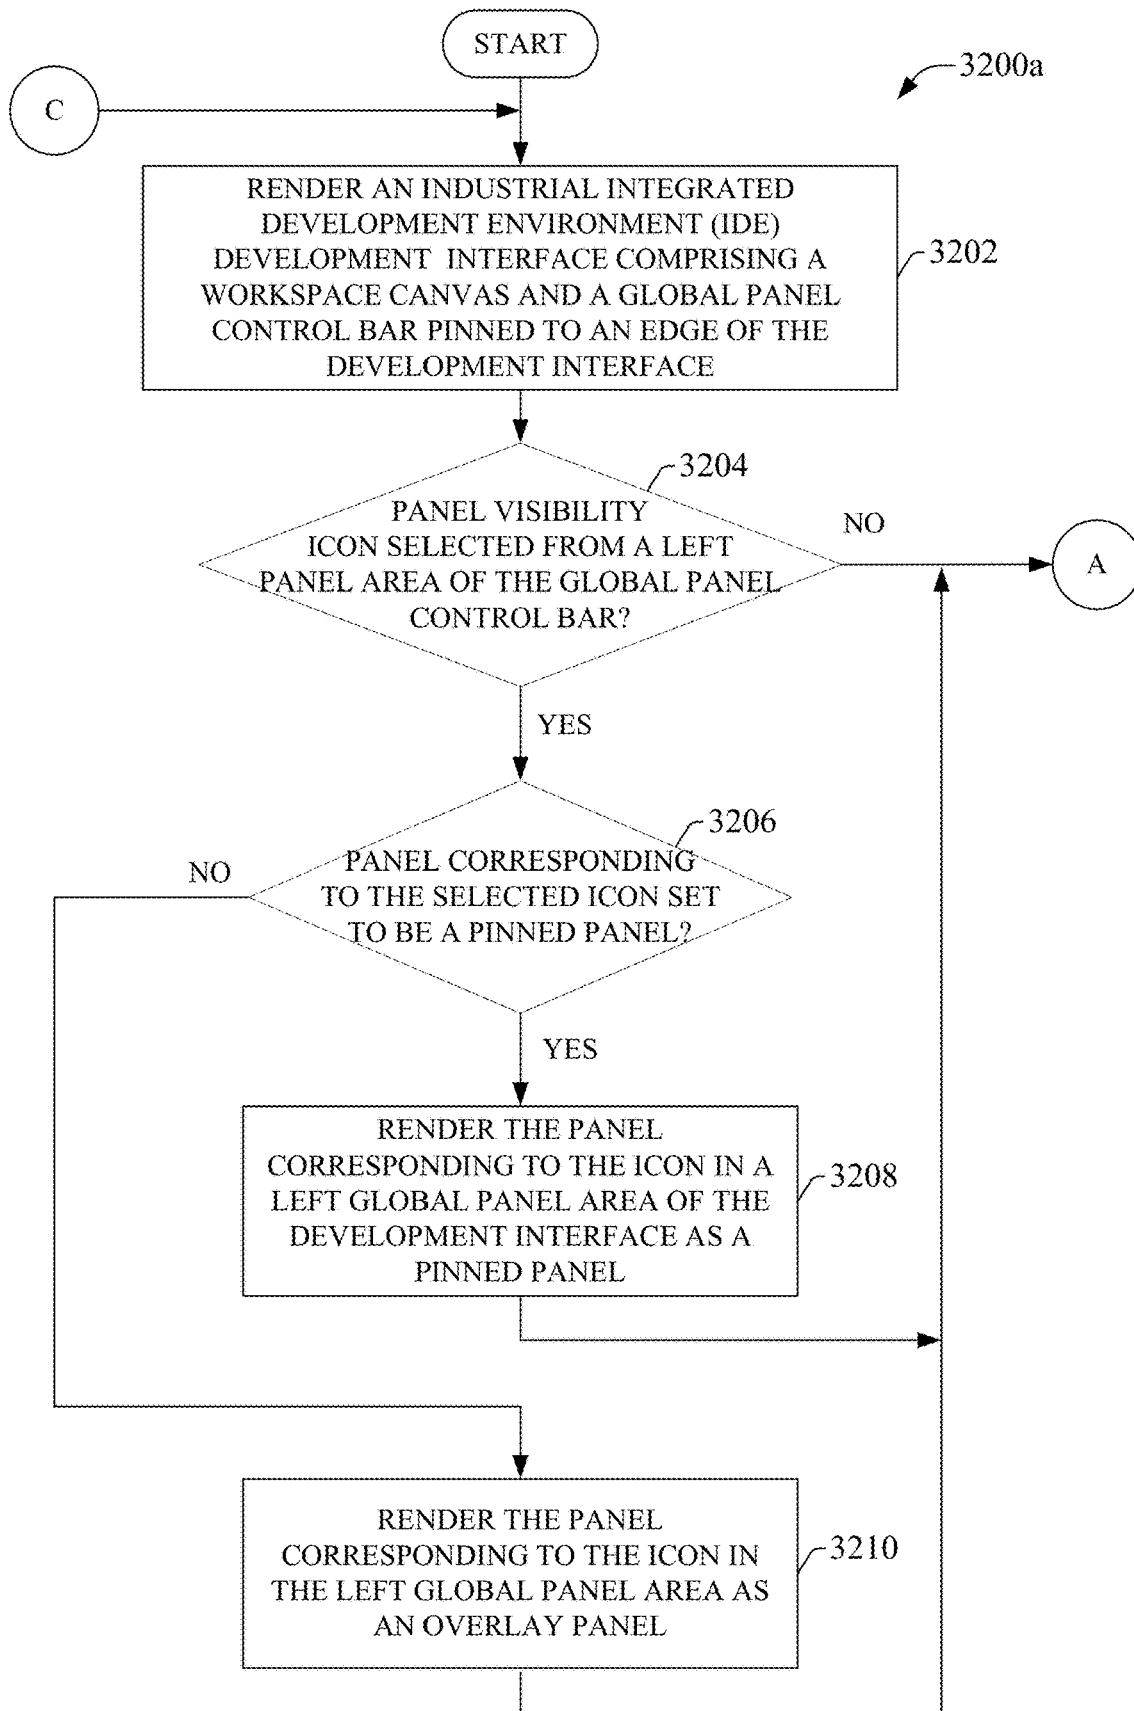 START
3200a
C
RENDER AN INDUSTRIAL INTEGRATED
DEVELOPMENT ENVIRONMENT (IDE)
DEVELOPMENT INTERFACE COMPRISING A
WORKSPACE CANVAS AND A GLOBAL PANEL
CONTROL BAR PINNED TO AN EDGE OF THE
DEVELOPMENT INTERFACE
3202
3204
PANEL VISIBILITY
ICON SELECTED FROM A LEFT
PANEL AREA OF THE GLOBAL PANEL
CONTROL BAR?
NO
A
YES
3206
PANEL CORRESPONDING
TO THE SELECTED ICON SET
TO BE A PINNED PANEL?
NO
YES
RENDER THE PANEL
CORRESPONDING TO THE ICON IN A
LEFT GLOBAL PANEL AREA OF THE
DEVELOPMENT INTERFACE AS A
PINNED PANEL
3208
RENDER THE PANEL
CORRESPONDING TO THE ICON IN
THE LEFT GLOBAL PANEL AREA AS
AN OVERLAY PANEL
3210